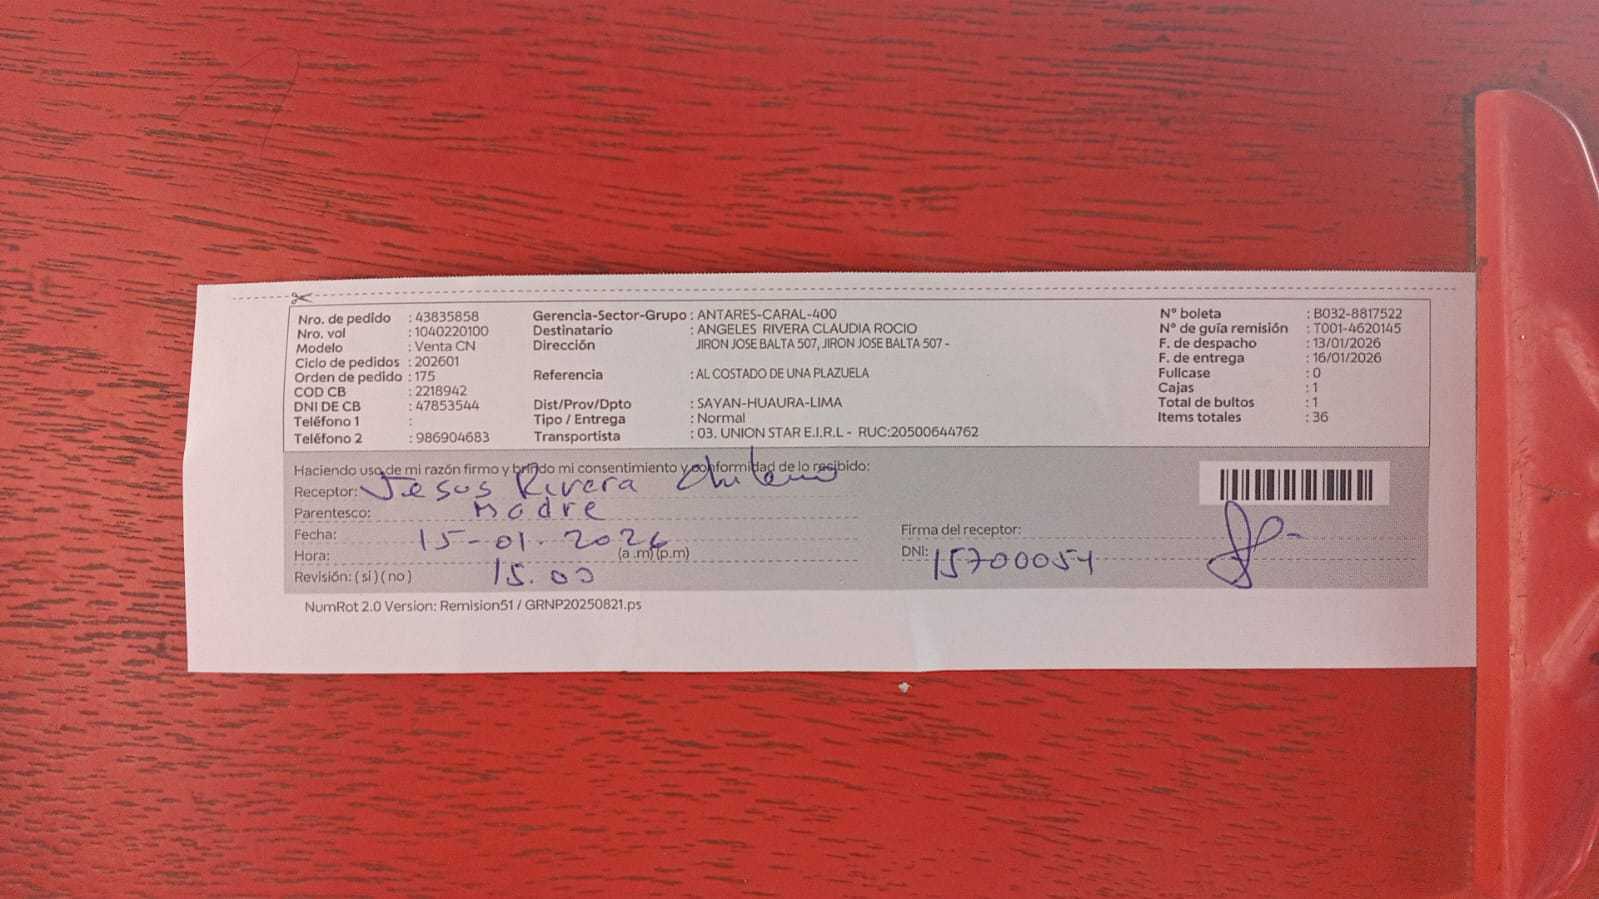 Nro. de pedido : 43835858
Nro. vol : 1040220100
Modelo : Venta CN
Ciclo de pedidos : 202601
Orden de pedido : 175
COD CB : 2218942
DNI DE CB : 47853544
Teléfono 1 :
Teléfono 2 : 986904683
Gerencia-Sector-Grupo : ANTARES-CARAL-400
Destinatario : ANGELES RIVERA CLAUDIA ROCIO
Dirección JIRON JOSE BALTA 507, JIRON JOSE BALTA 507 -
Referencia : AL COSTADO DE UNA PLAZUELA
Dist/Prov/Dpto : SAYAN-HUAURA-LIMA
Tipo / Entrega : Normal
Transportista : 03. UNION STAR E.I.R.L - RUC:20500644762
N° boleta : B032-8817522
N° de guía remisión : T001-4620145
F. de despacho : 13/01/2026
F. de entrega : 16/01/2026
Fullcase : 0
Cajas : 1
Total de bultos : 1
Items totales : 36
Haciendo uso de mi razón firmo y brindo mi consentimiento y conformidad de lo recibido:
Receptor: Jesus Rivera
Parentesco: Madre
Fecha: 15-01-2026
Hora: (a .m) (p.m)
Revisión: ( si ) ( no ) 15.00
Firma del receptor:
DNI: 15700054
NumRot 2.0 Version: Remision51 / GRNP20250821.ps